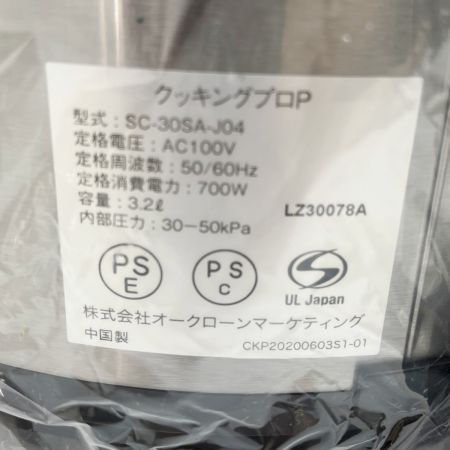 クッキングプロP
型式：SC-30SA-J04
定格電圧：AC100V
定格周波数：50/60Hz
定格消費電力：700W
容量：3.2ℓ
内部圧力：30－50kPa
LZ30078A
PS
E
PS
C
S
UL Japan
株式会社オークローンマーケティング
中国製
CKP20200603S1-01